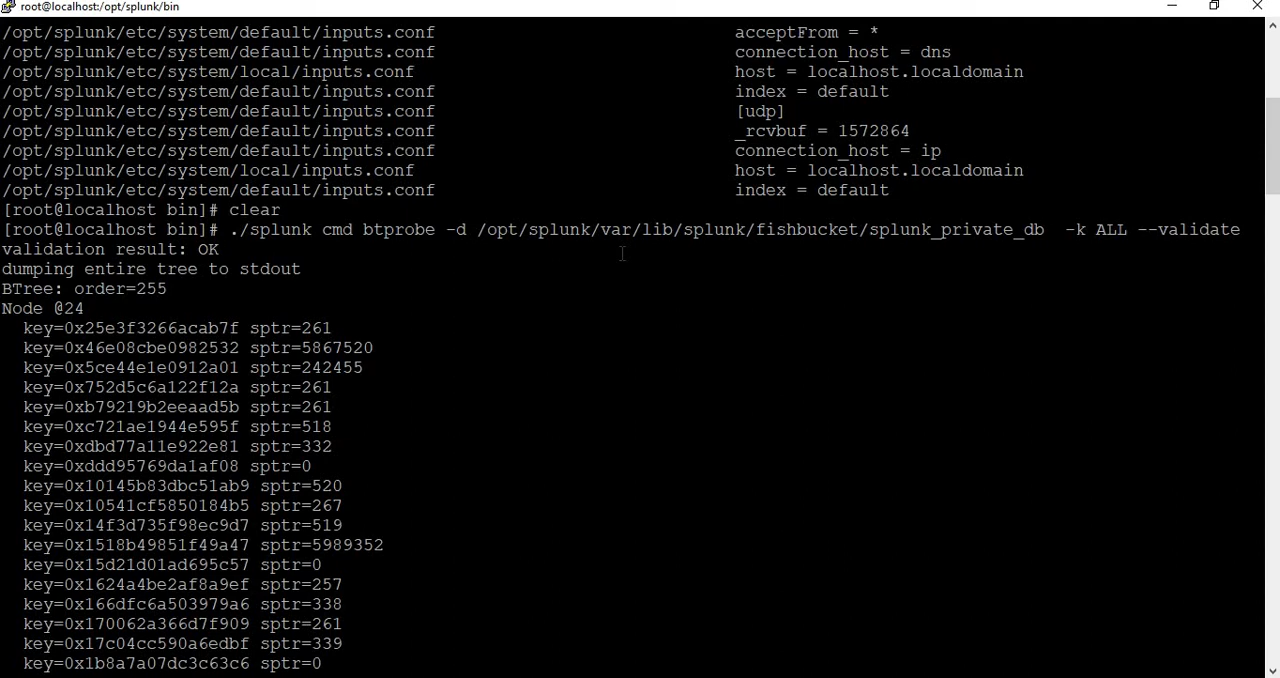 root@localhost:/opt/splunk/bin
/opt/splunk/etc/system/default/inputs.conf acceptFrom = *
/opt/splunk/etc/system/default/inputs.conf connection_host = dns
/opt/splunk/etc/system/local/inputs.conf host = localhost.localdomain
/opt/splunk/etc/system/default/inputs.conf index = default
/opt/splunk/etc/system/default/inputs.conf [udp]
/opt/splunk/etc/system/default/inputs.conf _rcvbuf = 1572864
/opt/splunk/etc/system/default/inputs.conf connection_host = ip
/opt/splunk/etc/system/local/inputs.conf host = localhost.localdomain
/opt/splunk/etc/system/default/inputs.conf index = default
[root@localhost bin]# clear
[root@localhost bin]# ./splunk cmd btprobe -d /opt/splunk/var/lib/splunk/fishbucket/splunk_private_db -k ALL --validate
validation result: OK
dumping entire tree to stdout
BTree: order=255
Node @24
key=0x25e3f3266acab7f sptr=261
key=0x46e08cbe0982532 sptr=5867520
key=0x5ce44e1e0912a01 sptr=242455
key=0x752d5c6a122f12a sptr=261
key=0xb79219b2eeaad5b sptr=261
key=0xc721ae1944e595f sptr=518
key=0xdbd77a11e922e81 sptr=332
key=0xddd95769da1af08 sptr=0
key=0x10145b83dbc51ab9 sptr=520
key=0x10541cf5850184b5 sptr=267
key=0x14f3d735f98ec9d7 sptr=519
key=0x1518b49851f49a47 sptr=5989352
key=0x15d21d01ad695c57 sptr=0
key=0x1624a4be2af8a9ef sptr=257
key=0x166dfc6a503979a6 sptr=338
key=0x170062a366d7f909 sptr=261
key=0x17c04cc590a6edbf sptr=339
key=0x1b8a7a07dc3c63c6 sptr=0